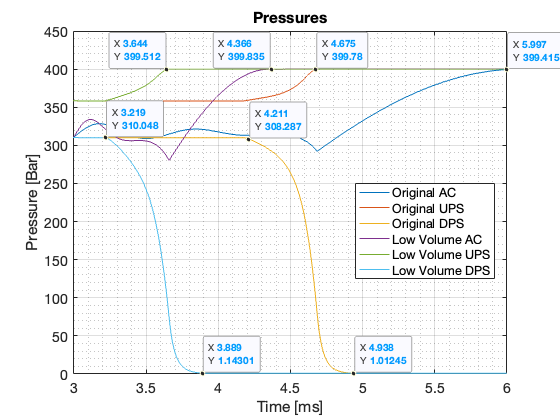 Pressures
450
400
350
300
250
200
150
100
50
0
Pressure [Bar]
X 3.644
Y 399.512
X 4.366
Y 399.835
X 4.675
Y 399.78
X 5.997
Y 399.415
X 3.219
Y 310.048
X 4.211
Y 308.287
Original AC
Original UPS
Original DPS
Low Volume AC
Low Volume UPS
Low Volume DPS
X 3.889
Y 1.14301
X 4.938
Y 1.01245
3 3.5 4 4.5 5 5.5 6
Time [ms]